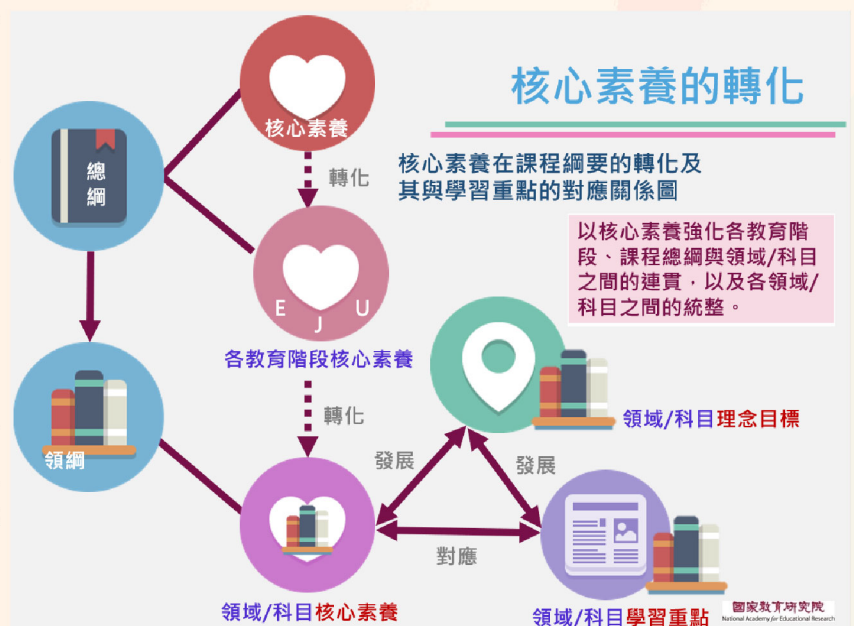 核心素養的轉化
核心素養在課程綱要的轉化及
其與學習重點的對應關係圖
以核心素養強化各教育階
段、課程總綱與領域/科目
之間的連貫，以及各領域/
科目之間的統整。
核心素養
總
綱
轉化
E J U
各教育階段核心素養
轉化
領綱
領域/科目理念目標
發展
發展
對應
領域/科目核心素養
領域/科目學習重點
國家教育研究院
National Academy for Educational Research